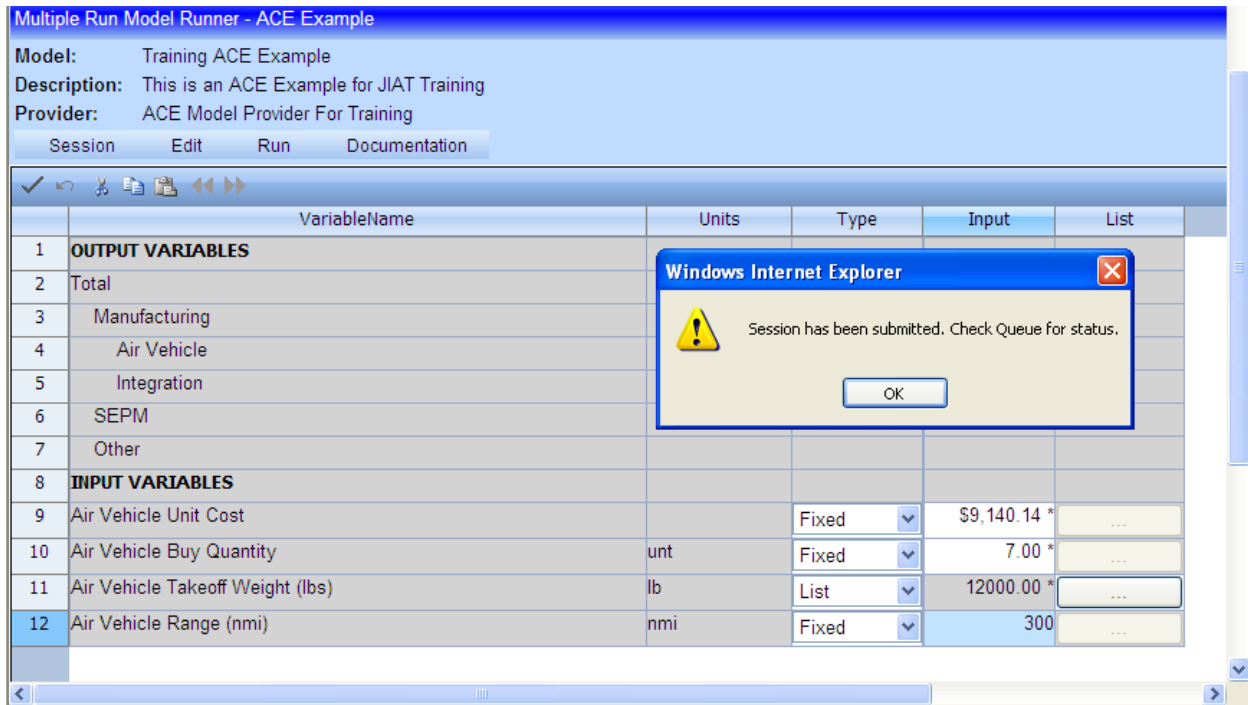 Multiple Run Model Runner - ACE Example
Model: Training ACE Example
Description: This is an ACE Example for JIAT Training
Provider: ACE Model Provider For Training
Session Edit Run Documentation
VariableName Units Type Input List
1 OUTPUT VARIABLES
2 Total
3 Manufacturing
4 Air Vehicle
5 Integration
6 SEPM
7 Other
Windows Internet Explorer
Session has been submitted. Check Queue for status.
OK
8 INPUT VARIABLES
9 Air Vehicle Unit Cost Fixed $9,140.14 * ...
10 Air Vehicle Buy Quantity unt Fixed 7.00 * ...
11 Air Vehicle Takeoff Weight (lbs) lb List 12000.00 * ...
12 Air Vehicle Range (nmi) nmi Fixed 300 ...